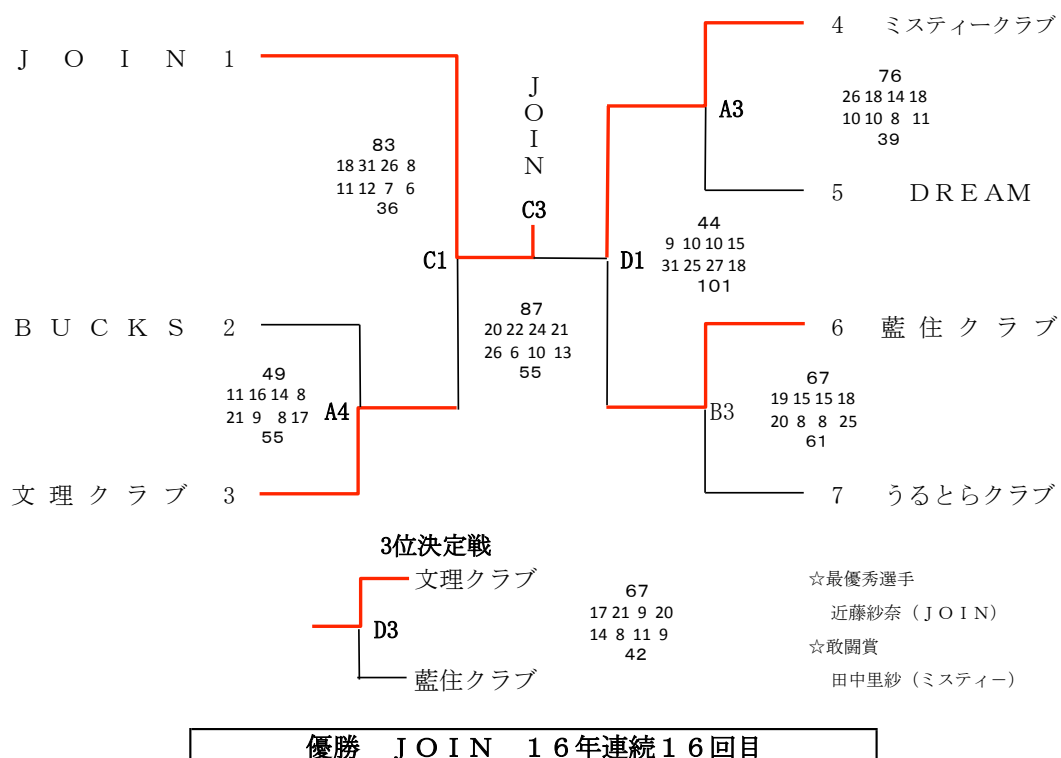 4 ミスティークラブ
ＪＯＩＮ 1
ＪＯＩＮ
76
26 18 14 18
A3
10 10 8 11
39
83
18 31 26 8
11 12 7 6
36
5 ＤＲＥＡＭ
C3
44
9 10 10 15
C1
D1
31 25 27 18
101
87
20 22 24 21
26 6 10 13
55
ＢＵＣＫＳ 2
6 藍住クラブ
49
11 16 14 8
A4
21 9 8 17
55
67
19 15 15 18
B3
20 8 8 25
61
文理クラブ 3
7 うるとらクラブ
3位決定戦
文理クラブ
D3
藍住クラブ
67
17 21 9 20
14 8 11 9
42
☆最優秀選手
近藤紗奈（ＪＯＩＮ）
☆敢闘賞
田中里紗（ミスティー）
優勝　ＪＯＩＮ　１６年連続１６回目